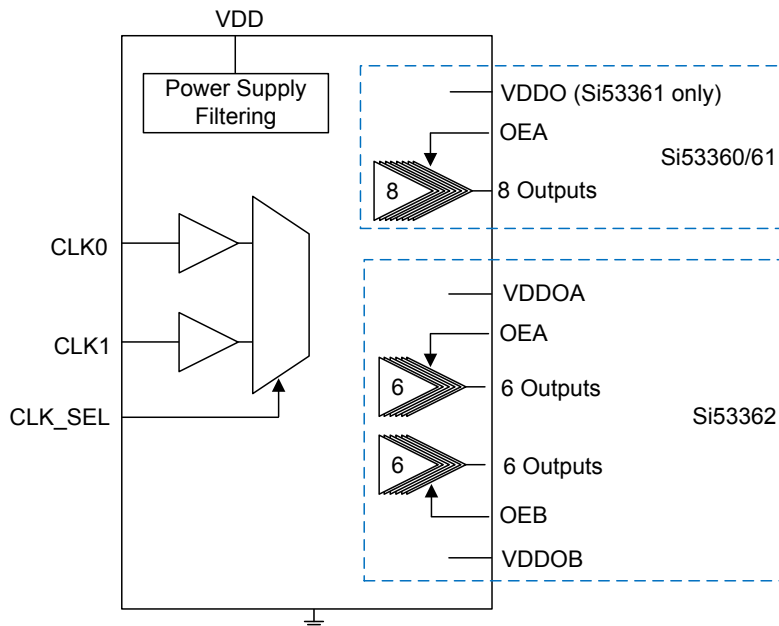 VDD
Power Supply
Filtering
VDDO (Si53361 only)
OEA
Si53360/61
8
8 Outputs
CLK0
VDDOA
OEA
CLK1
6
6 Outputs
CLK_SEL
Si53362
6
6 Outputs
OEB
VDDOB